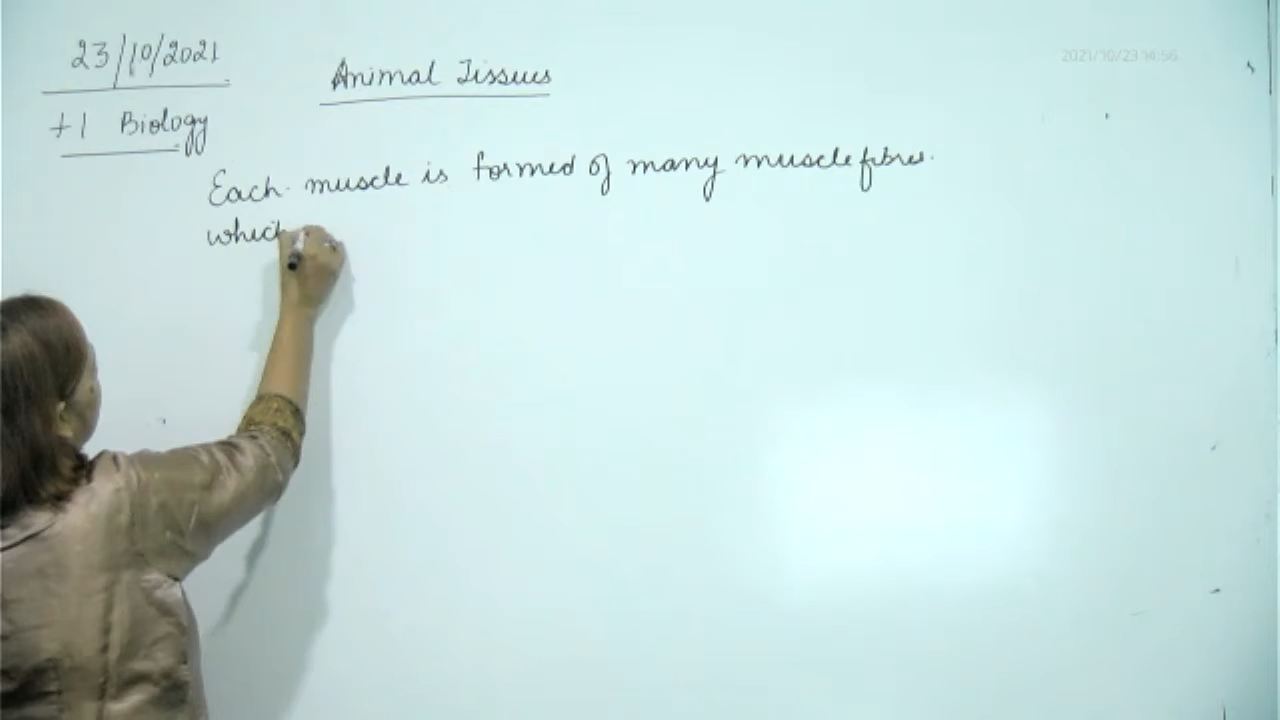 23/10/2021
Animal Tissues
2021/10/23 14:56
+1 Biology
Each muscle is formed of many muscle fibres.
which